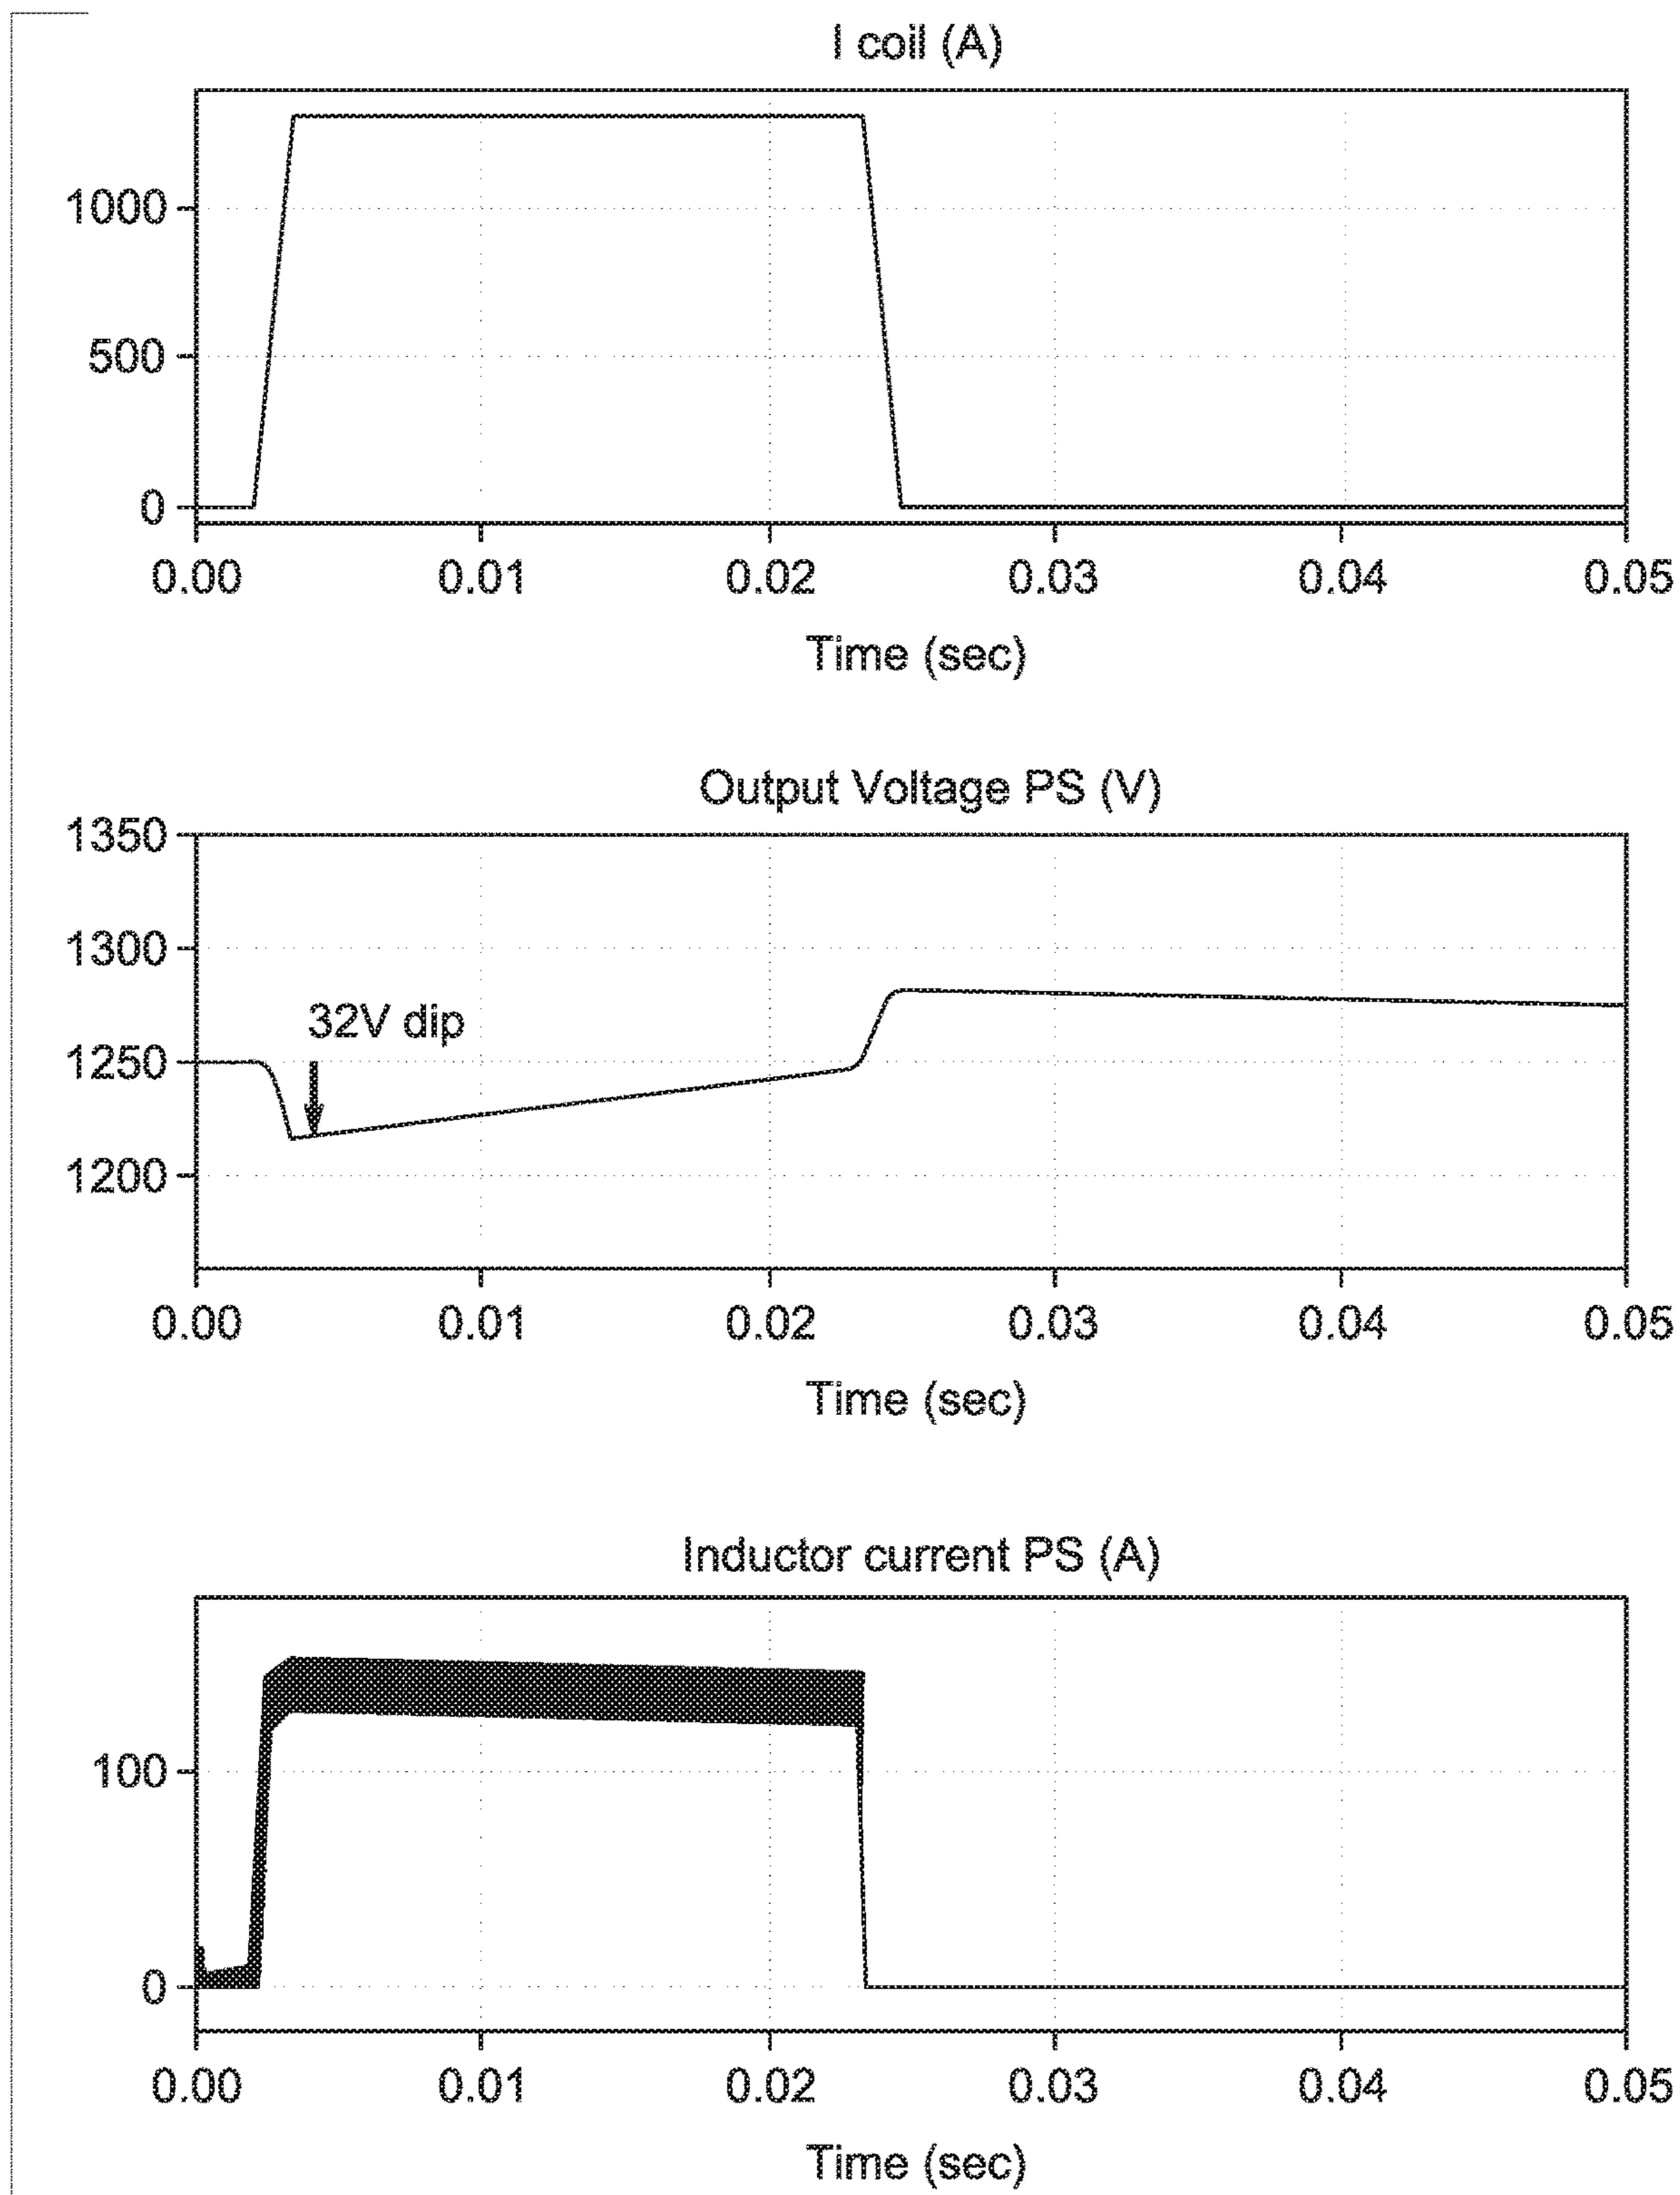 I coil (A)
1000
500
0
0.00 0.01 0.02 0.03 0.04 0.05
Time (sec)
Output Voltage PS (V)
1350
1300
32V dip
1250
1200
0.00 0.01 0.02 0.03 0.04 0.05
Time (sec)
Inductor current PS (A)
100
0
0.00 0.01 0.02 0.03 0.04 0.05
Time (sec)